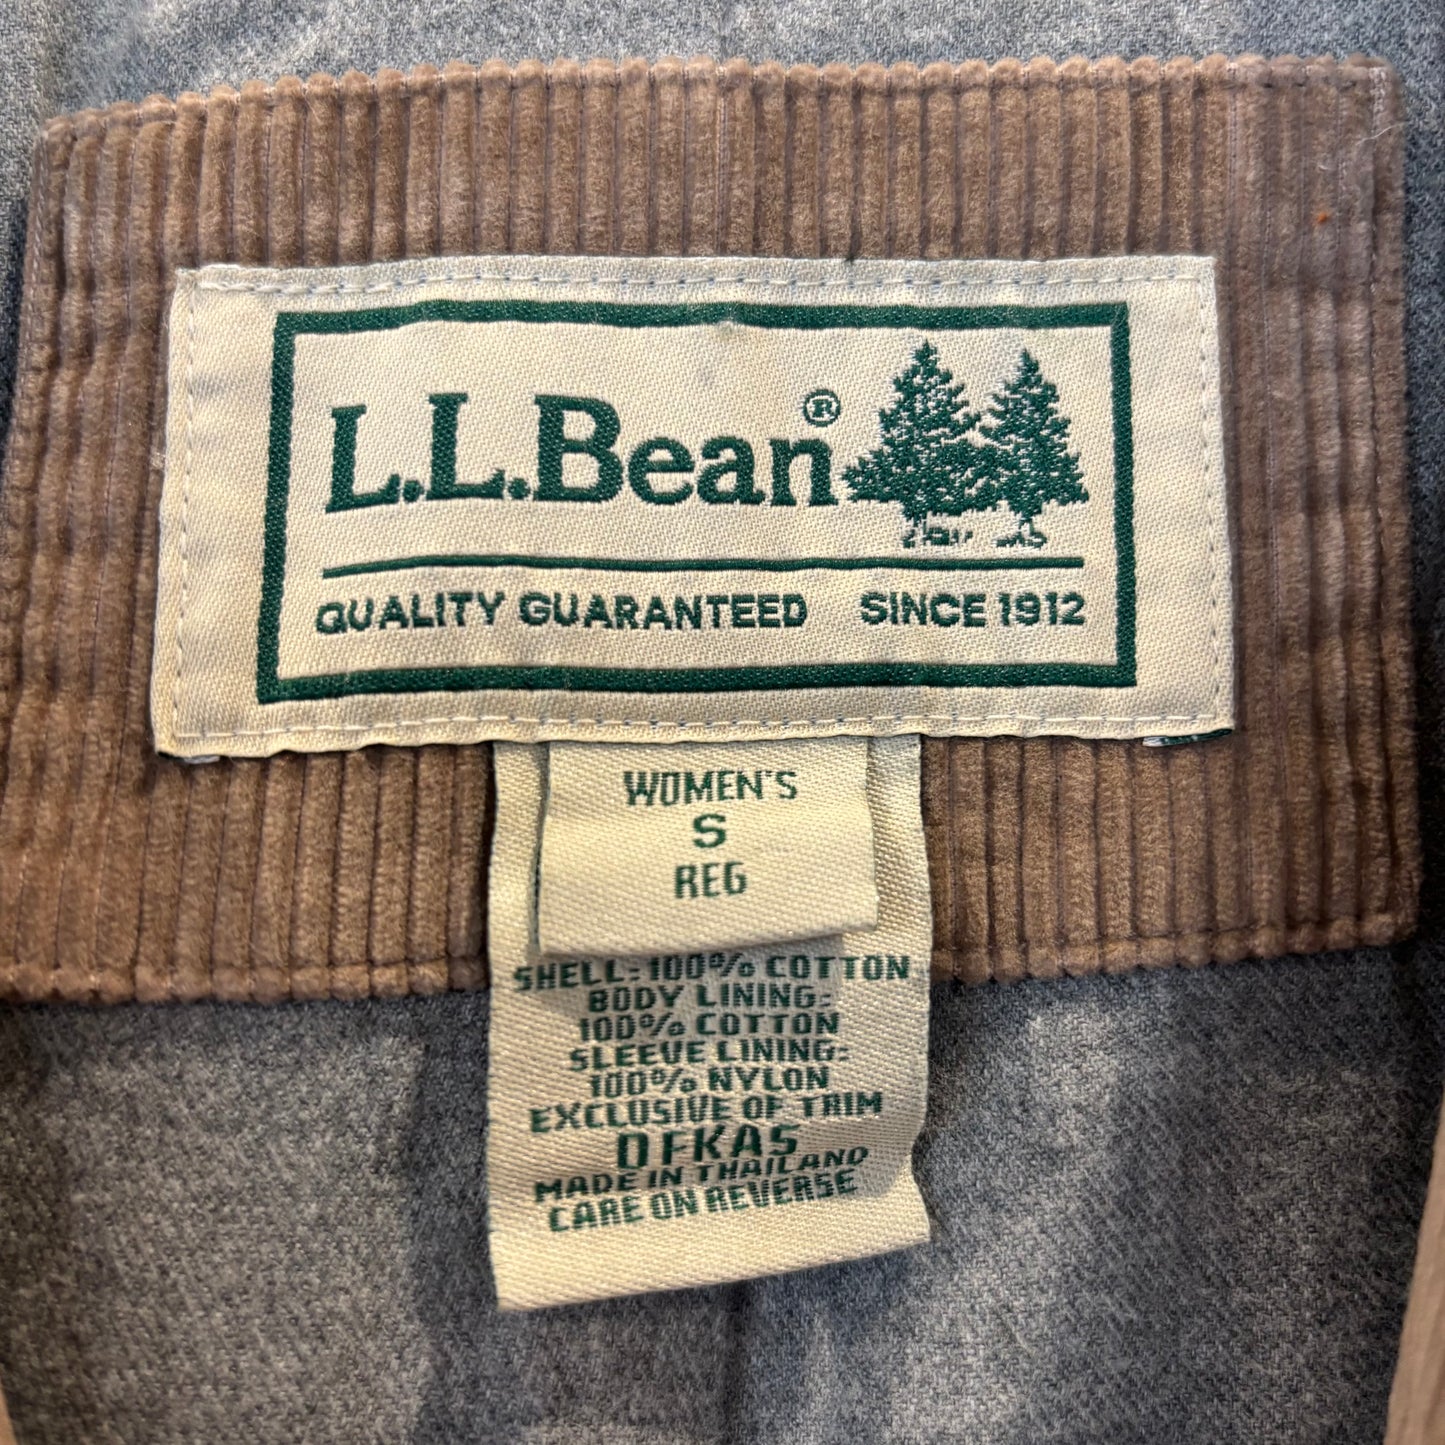 L.L.Bean®
QUALITY GUARANTEED SINCE 1912
WOMEN'S
S
REG
SHELL: 100% COTTON
BODY LINING:
100% COTTON
SLEEVE LINING:
100% NYLON
EXCLUSIVE OF TRIM
0FKA5
MADE IN THAILAND
CARE ON REVERSE